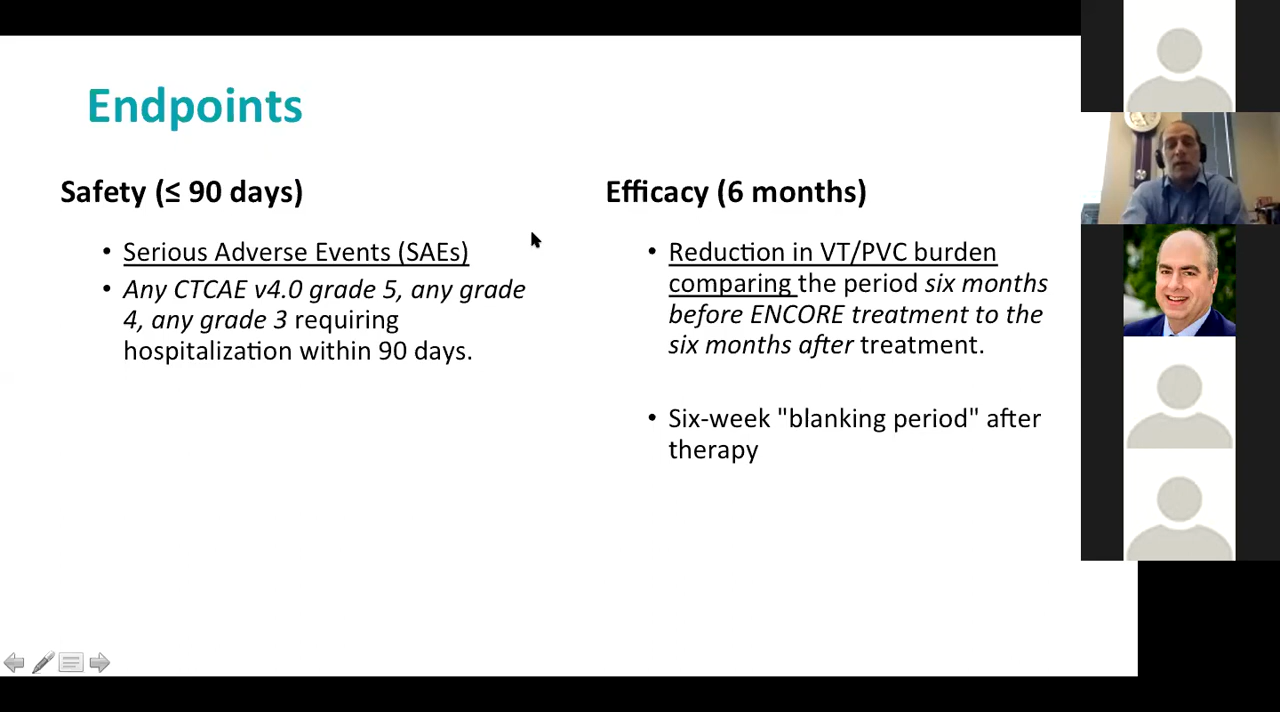 Endpoints
Safety (≤ 90 days)
• Serious Adverse Events (SAEs)
• Any CTCAE v4.0 grade 5, any grade
4, any grade 3 requiring
hospitalization within 90 days.
Efficacy (6 months)
• Reduction in VT/PVC burden
comparing the period six months
before ENCORE treatment to the
six months after treatment.
• Six-week "blanking period" after
therapy